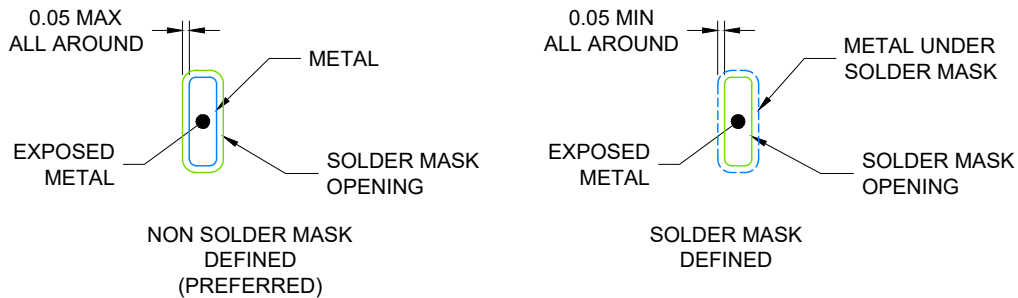 0.05 MAX
ALL AROUND
METAL
EXPOSED
METAL
SOLDER MASK
OPENING
NON SOLDER MASK
DEFINED
(PREFERRED)
0.05 MIN
ALL AROUND
METAL UNDER
SOLDER MASK
EXPOSED
METAL
SOLDER MASK
OPENING
SOLDER MASK
DEFINED